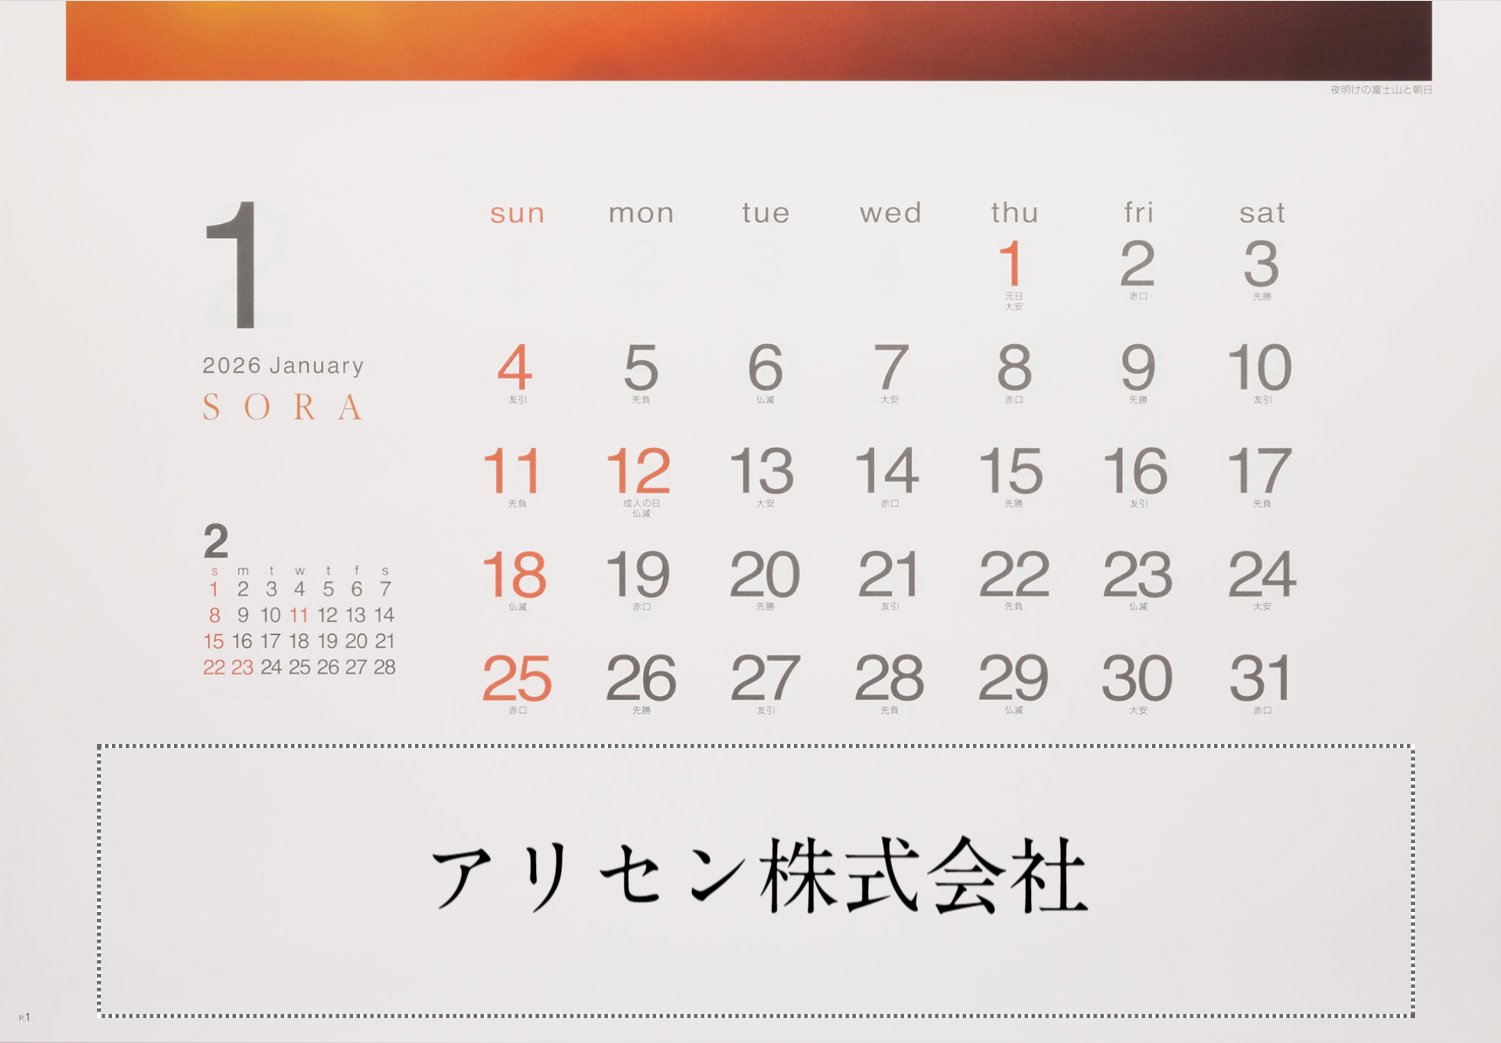 夜明けの富士山と朝日
1
2026 January
SORA
sun mon tue wed thu fri sat
1 2 3
元日 赤口 先勝
大安
4 5 6 7 8 9 10
友引 先負 仏滅 大安 赤口 先勝 友引
11 12 13 14 15 16 17
先負 成人の日 大安 赤口 先勝 友引 先負
仏滅
18 19 20 21 22 23 24
仏滅 赤口 先勝 友引 先負 仏滅 大安
25 26 27 28 29 30 31
赤口 先勝 友引 先負 仏滅 大安 赤口
2
s m t w t f s
1 2 3 4 5 6 7
8 9 10 11 12 13 14
15 16 17 18 19 20 21
22 23 24 25 26 27 28
アリセン株式会社
P.1